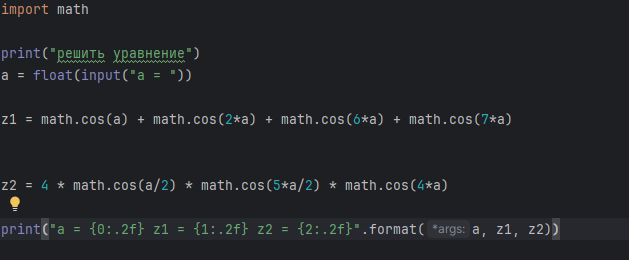 import math
print("решить уравнение")
a = float(input("a = "))
z1 = math.cos(a) + math.cos(2*a) + math.cos(6*a) + math.cos(7*a)
z2 = 4 * math.cos(a/2) * math.cos(5*a/2) * math.cos(4*a)
print("a = {0:.2f} z1 = {1:.2f} z2 = {2:.2f}".format( *args: a, z1, z2))